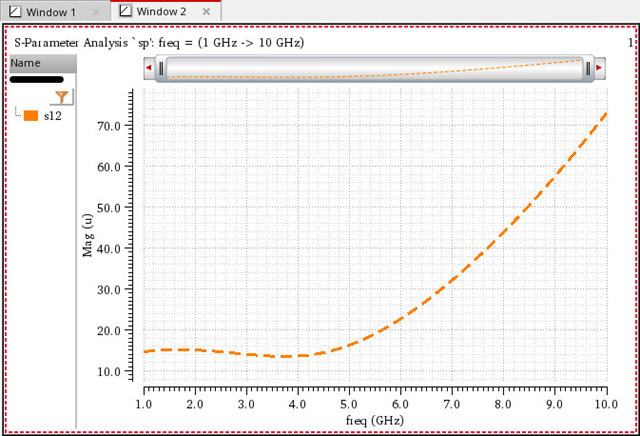 Window 1
Window 2
S-Parameter Analysis `sp': freq = (1 GHz -> 10 GHz)
1
Name
s12
Mag (u)
70.0
60.0
50.0
40.0
30.0
20.0
10.0
1.0 2.0 3.0 4.0 5.0 6.0 7.0 8.0 9.0 10.0
freq (GHz)